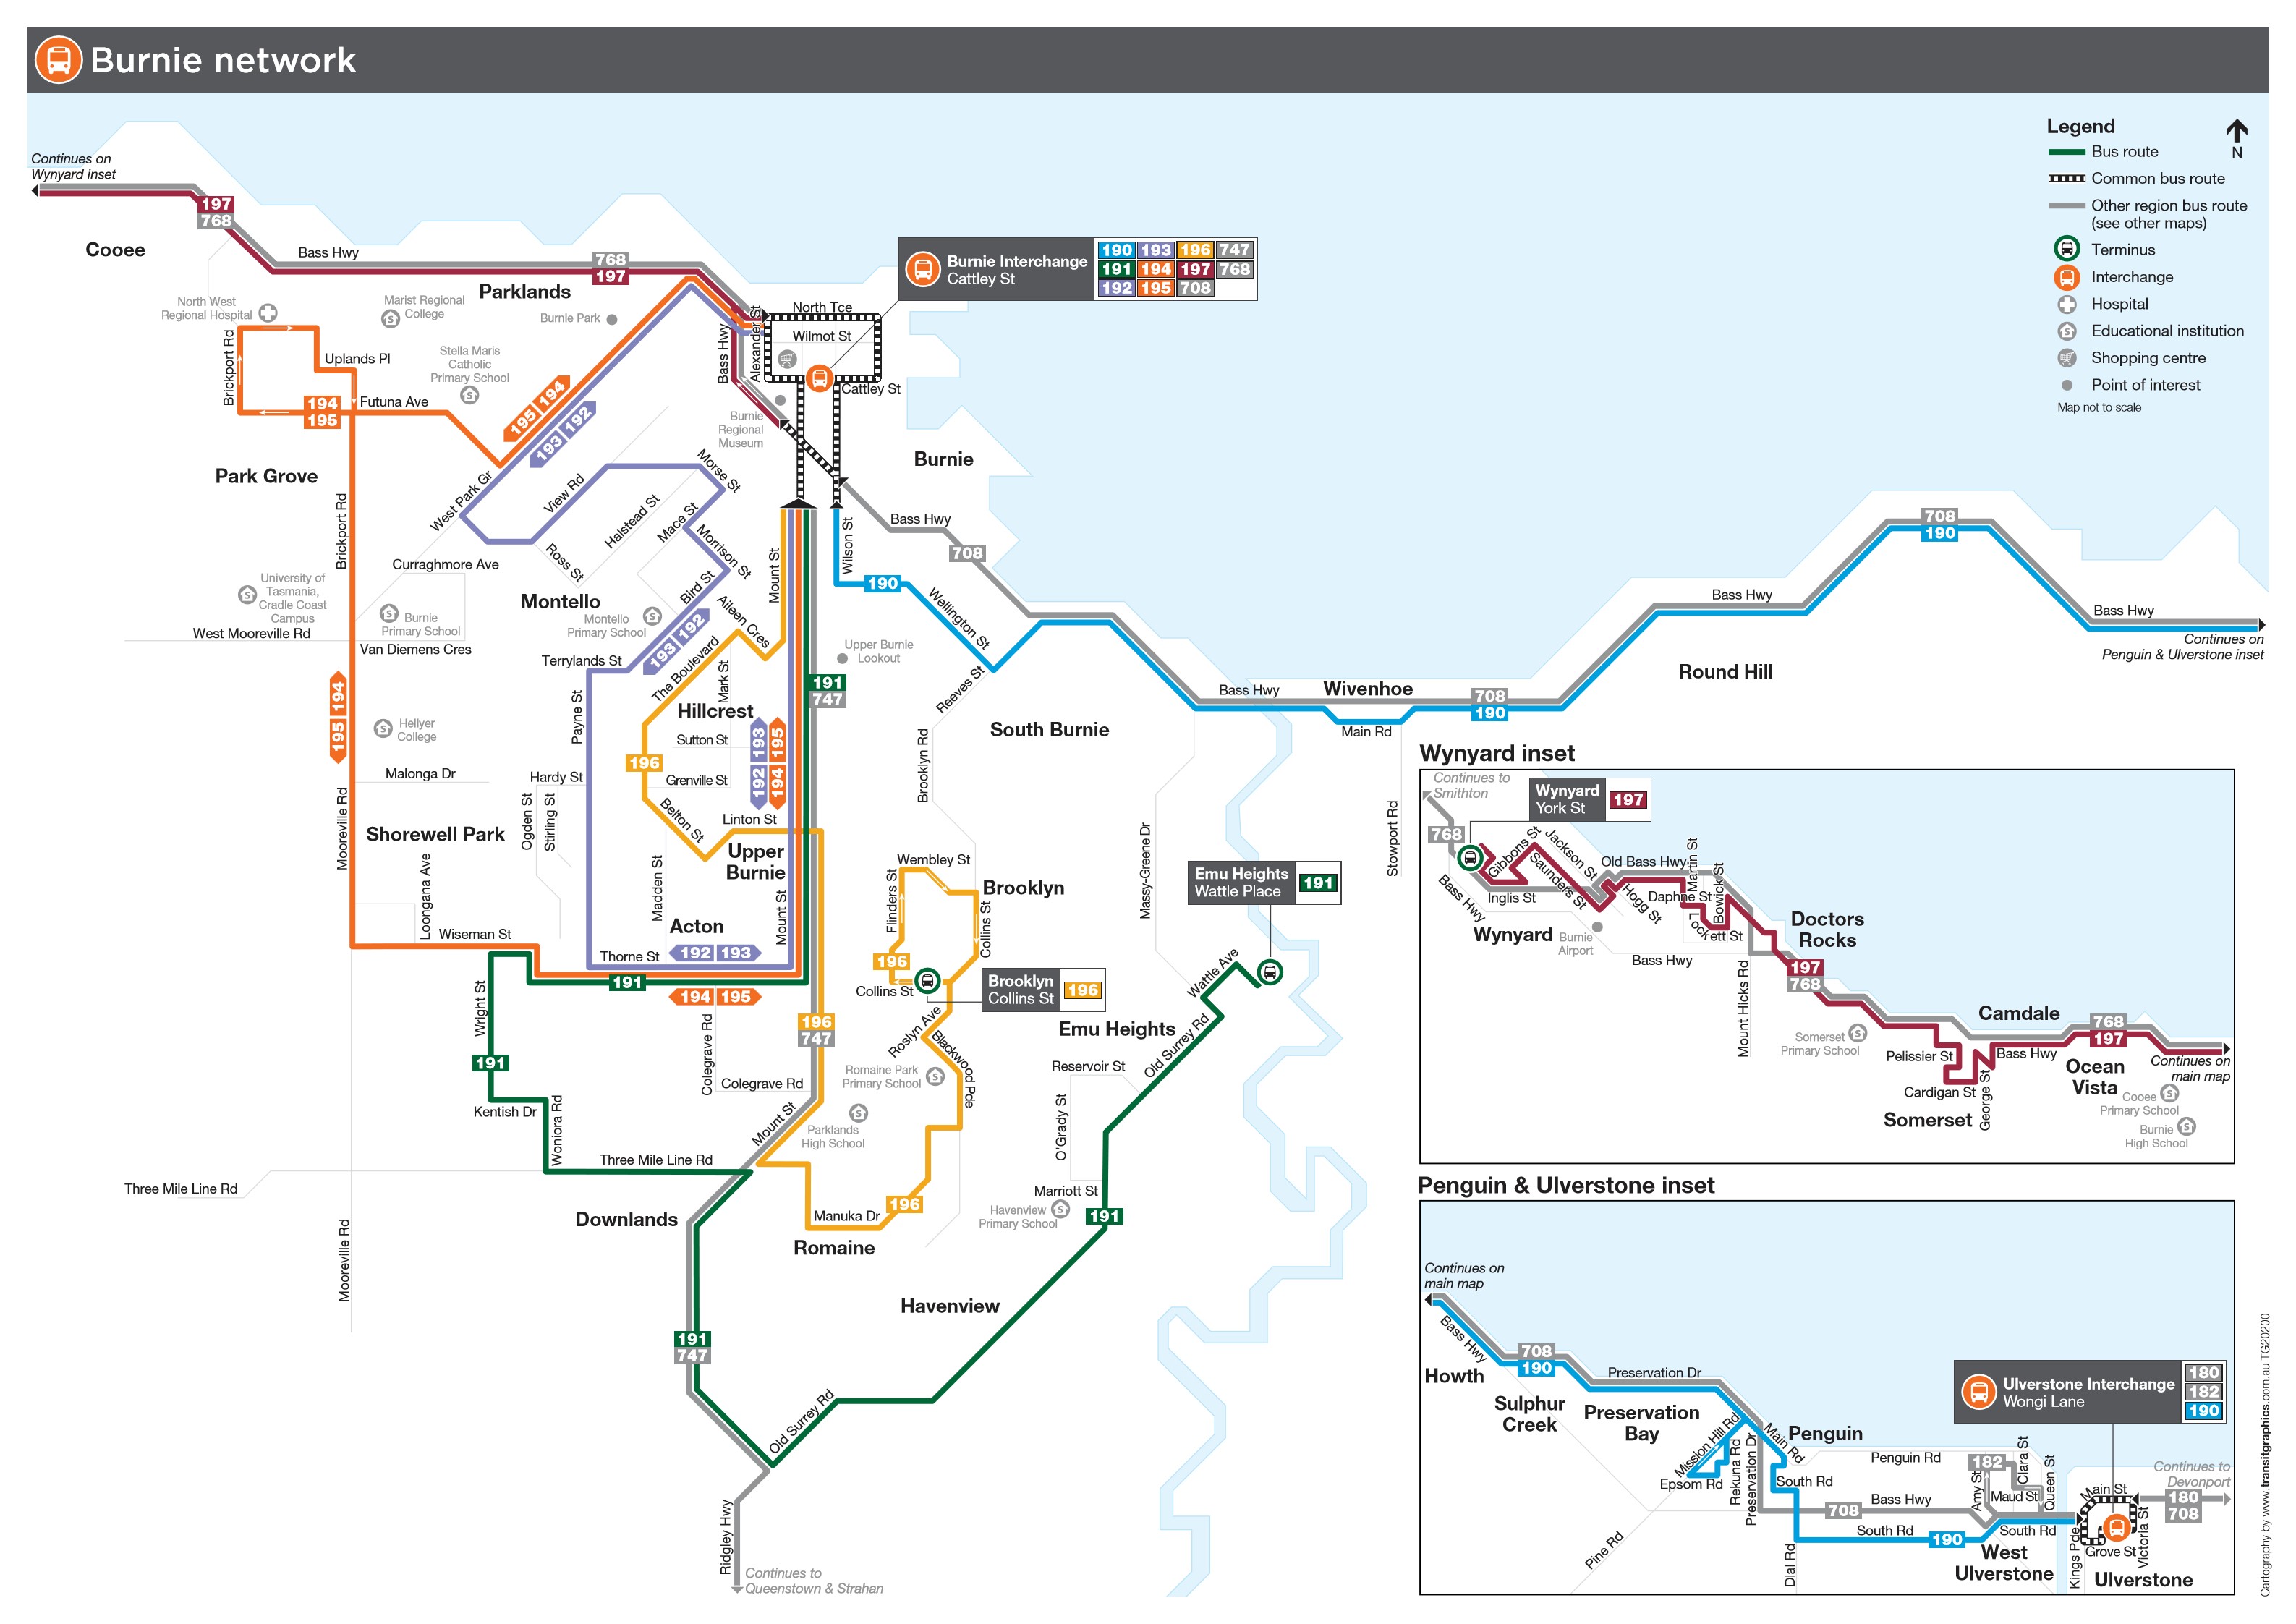 Burnie network
Legend
N
Bus route
Common bus route
Other region bus route
(see other maps)
Terminus
Interchange
Hospital
Educational institution
Shopping centre
Point of interest
Map not to scale
Continues on
Wynyard inset
197
768
Cooee
Bass Hwy
768
197
Parklands
North West
Regional Hospital
Marist Regional
College
Burnie Park
Stella Maris
Catholic
Primary School
Brickport Rd
Uplands Pl
Futuna Ave
194
195
195 194
193 192
Park Grove
Burnie Interchange
Cattley St
190 193 196 747
191 194 197 768
192 195 708
North Tce
Wilmot St
Alexander St
Bass Hwy
Cattley St
Burnie
Regional
Museum
Burnie
West Park Gr
View Rd
Morse St
Halstead St
Mace St
Morrison St
Ross St
Bird St
Brickport Rd
Curraghmore Ave
University of
Tasmania,
Cradle Coast
Campus
Burnie
Primary School
West Mooreville Rd
Van Diemens Cres
Montello
Montello
Primary School
Aileen Cres
Mount St
Wilson St
190
Bass Hwy
708
Wellington St
Reeves St
Upper Burnie
Lookout
193 192
Terrylands St
The Boulevard
Mark St
Payne St
191
747
Hillcrest
Sutton St
Grenville St
196
193
192
195
194
195 194
Hellyer
College
Malonga Dr
Hardy St
Ogden St
Stirling St
Belton St
Linton St
Upper
Burnie
Shorewell Park
Mooreville Rd
Loongana Ave
Madden St
Mount St
Acton
Wiseman St
Thorne St
192 193
191
194 195
Wright St
191
Kentish Dr
Woniora Rd
Colegrave Rd
Colegrave Rd
196
747
Mount St
Three Mile Line Rd
Three Mile Line Rd
Mooreville Rd
Downlands
Manuka Dr
196
Romaine
Parklands
High School
Romaine Park
Primary School
Roslyn Ave
Blackwood Pde
Brooklyn Rd
Wembley St
Flinders St
Collins St
Brooklyn
196
Collins St
Brooklyn
Collins St
196
South Burnie
Massy-Greene Dr
Emu Heights
Wattle Place
191
Wattle Ave
Emu Heights
Old Surrey Rd
Reservoir St
O'Grady St
Marriott St
Havenview
Primary School
191
Havenview
191
747
Old Surrey Rd
Ridgley Hwy
Continues to
Queenstown & Strahan
Bass Hwy
Wivenhoe
Main Rd
708
190
Stowport Rd
Round Hill
Bass Hwy
708
190
Bass Hwy
Continues on
Penguin & Ulverstone inset
Wynyard inset
Continues to
Smithton
768
Wynyard
York St
197
Gibbons St
Jackson St
Saunders St
Inglis St
Bass Hwy
Wynyard
Burnie
Airport
Old Bass Hwy
Hogg St
Martin St
Daphne St
Bowick St
Lockett St
Bass Hwy
Mount Hicks Rd
Doctors
Rocks
197
768
Somerset
Primary School
Camdale
Pelissier St
Cardigan St
George St
Bass Hwy
Somerset
768
197
Ocean
Vista
Continues on
main map
Cooee
Primary School
Burnie
High School
Penguin & Ulverstone inset
Continues on
main map
Bass Hwy
Howth
708
190
Sulphur
Creek
Preservation Dr
Preservation
Bay
Mission Hill Rd
Epsom Rd
Rekuna Rd
Preservation Dr
Main Rd
Penguin
South Rd
Pine Rd
Dial Rd
Penguin Rd
Bass Hwy
708
South Rd
190
182
Amy St
Maud St
Clara St
Queen St
South Rd
West
Ulverstone
Ulverstone Interchange
Wongi Lane
180
182
190
Main St
Kings Pde
Grove St
Victoria St
Ulverstone
Continues to
Devonport
180
708
Cartography by www.transitgraphics.com.au TG20200